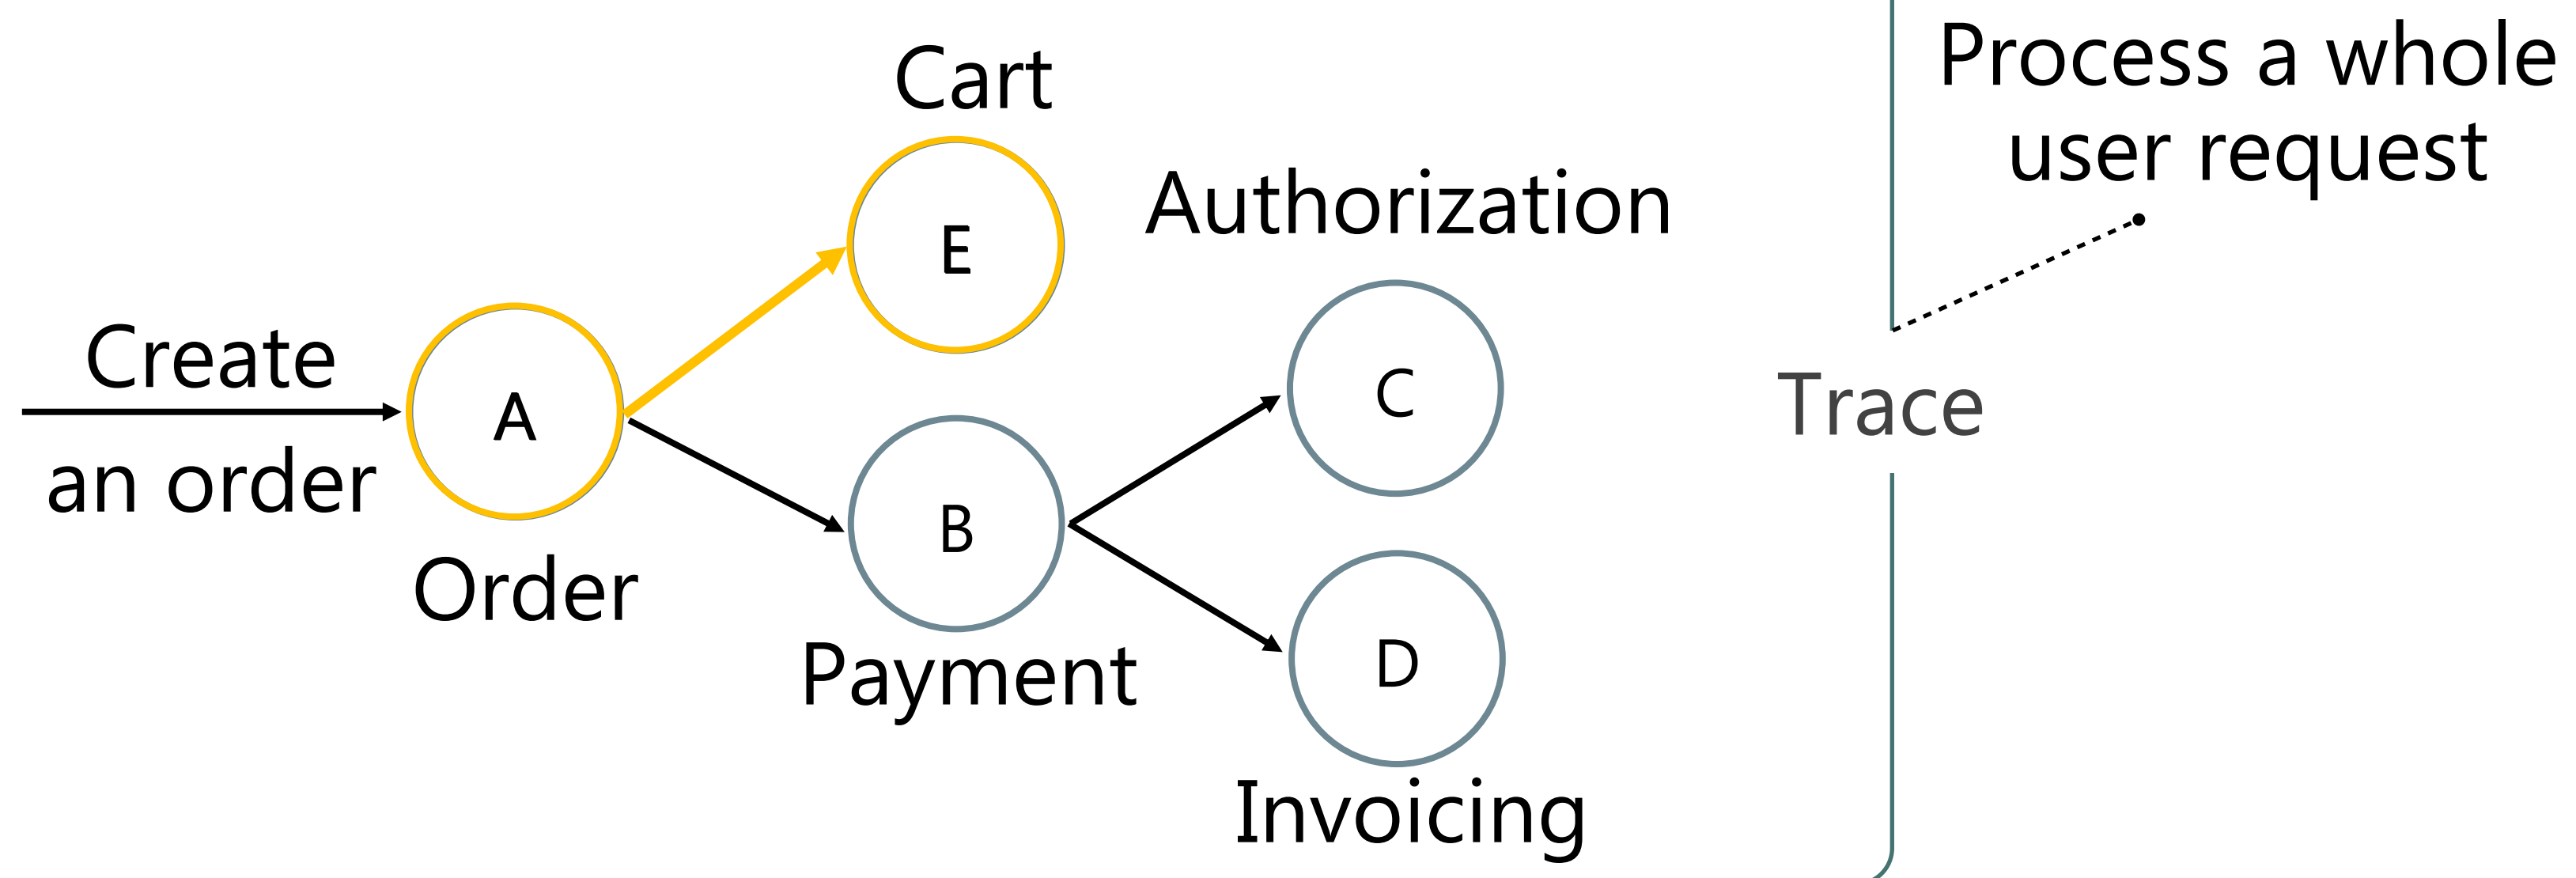 Create
an order
A
Order
Cart
E
B
Payment
Authorization
C
D
Invoicing
Trace
Process a whole
user request